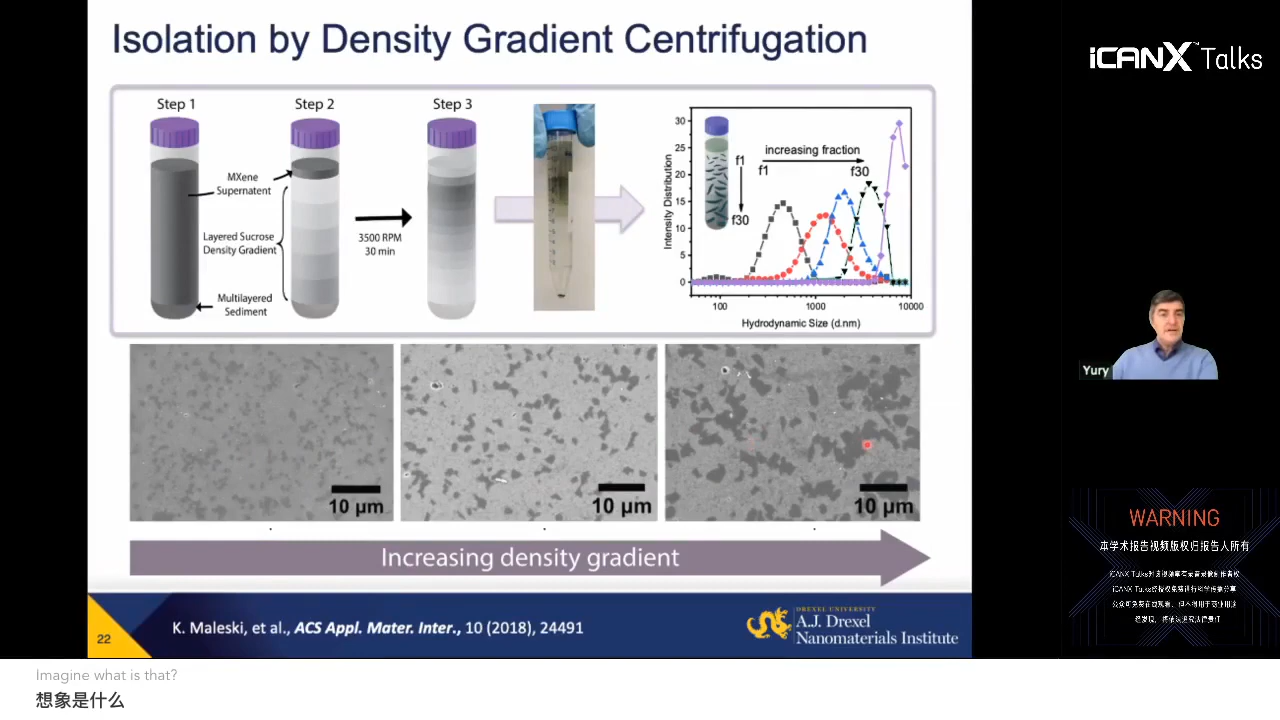 Isolation by Density Gradient Centrifugation
Step 1
Step 2
Step 3
MXene
Supernatent
Layered Sucrose
Density Gradient
Multilayered
Sediment
3500 RPM
30 min
Intensity Distribution
30
25
20
15
10
5
0
f1
f30
increasing fraction
f1
f30
100
1000
10000
Hydrodynamic Size (d.nm)
10 µm
10 µm
10 µm
Increasing density gradient
22
K. Maleski, et al., ACS Appl. Mater. Inter., 10 (2018), 24491
DREXEL UNIVERSITY
A.J. Drexel
Nanomaterials Institute
iCANX Talks
Yury
WARNING
本学术报告视频版权归报告人所有
Imagine what is that?
想象是什么